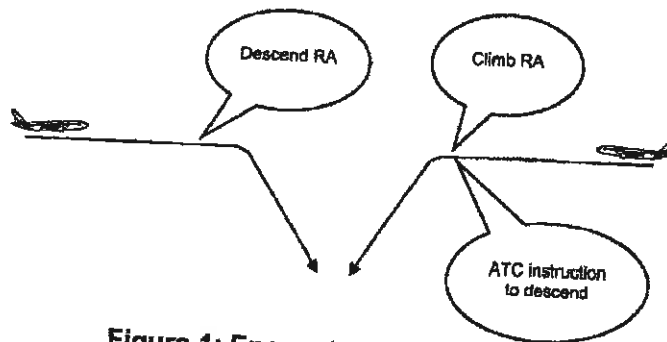 Descend RA
Climb RA
ATC instruction
to descend
Figure 1: